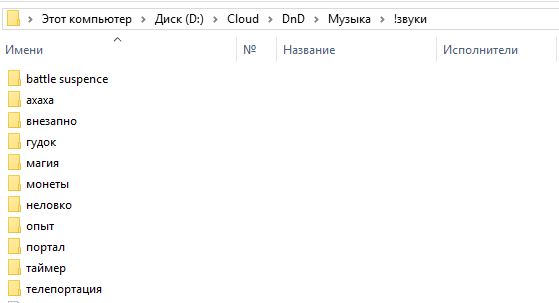 Этот компьютер > Диск (D:) > Cloud > DnD > Музыка > !звуки
Имени № Название Исполнители
battle suspence
ахаха
внезапно
гудок
магия
монеты
неловко
опыт
портал
таймер
телепортация